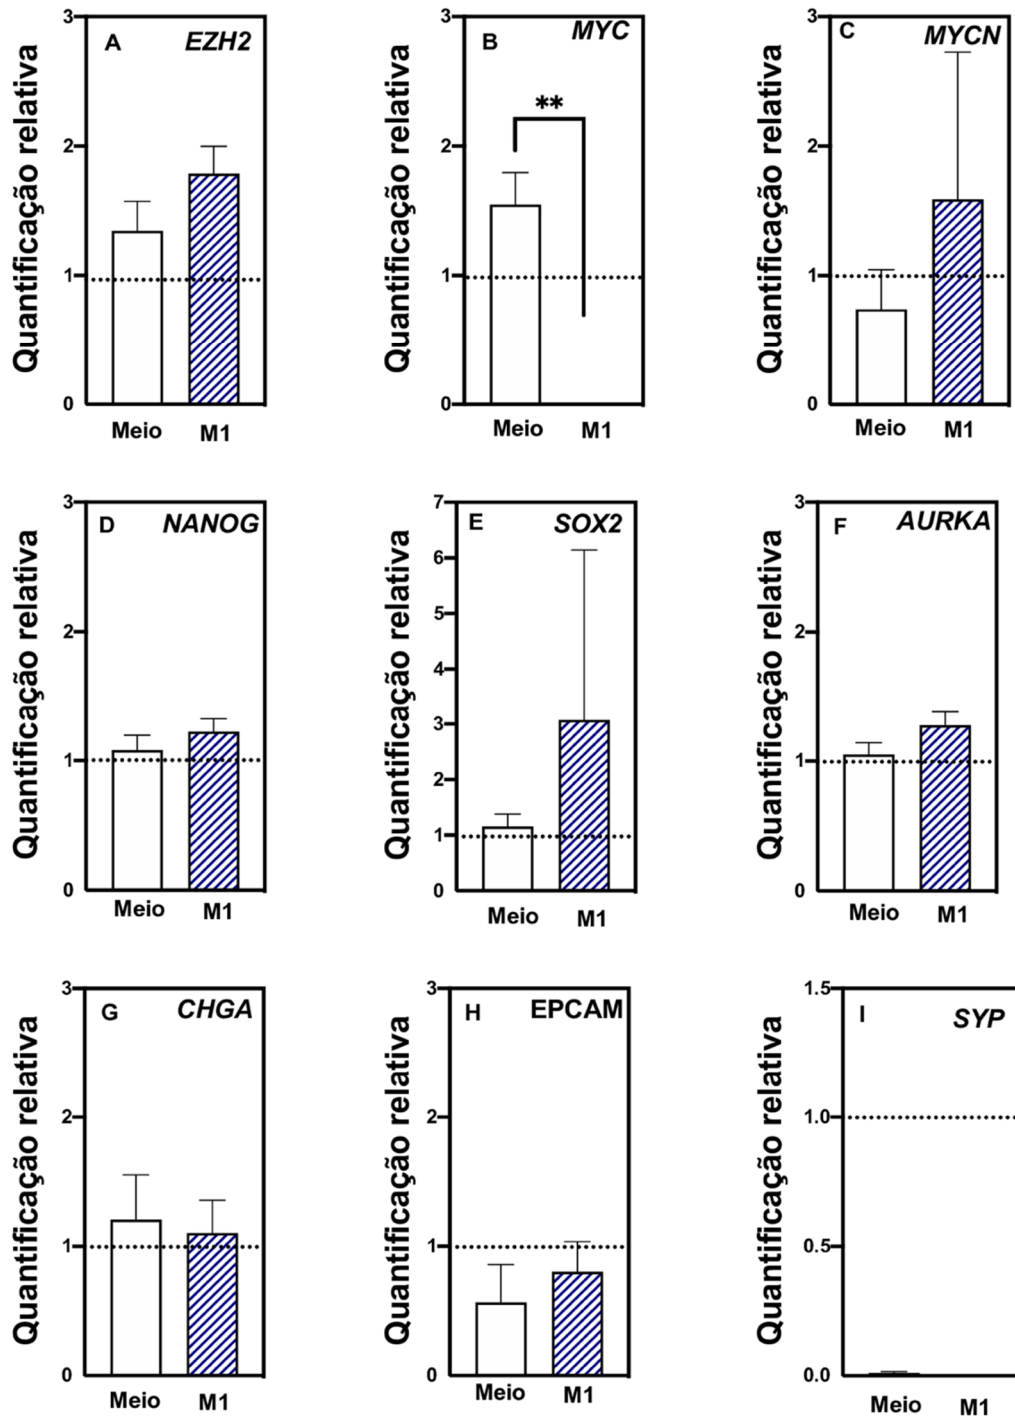 Quantificação relativa
3
2
1
0
A
EZH2
Meio
M1
Quantificação relativa
3
2
1
0
B
MYC
**
Meio
M1
Quantificação relativa
3
2
1
0
C
MYCN
Meio
M1
Quantificação relativa
3
2
1
0
D
NANOG
Meio
M1
Quantificação relativa
7
6
5
4
3
2
1
0
E
SOX2
Meio
M1
Quantificação relativa
3
2
1
0
F
AURKA
Meio
M1
Quantificação relativa
3
2
1
0
G
CHGA
Meio
M1
Quantificação relativa
3
2
1
0
H
EPCAM
Meio
M1
Quantificação relativa
1.5
1.0
0.5
0.0
I
SYP
Meio
M1